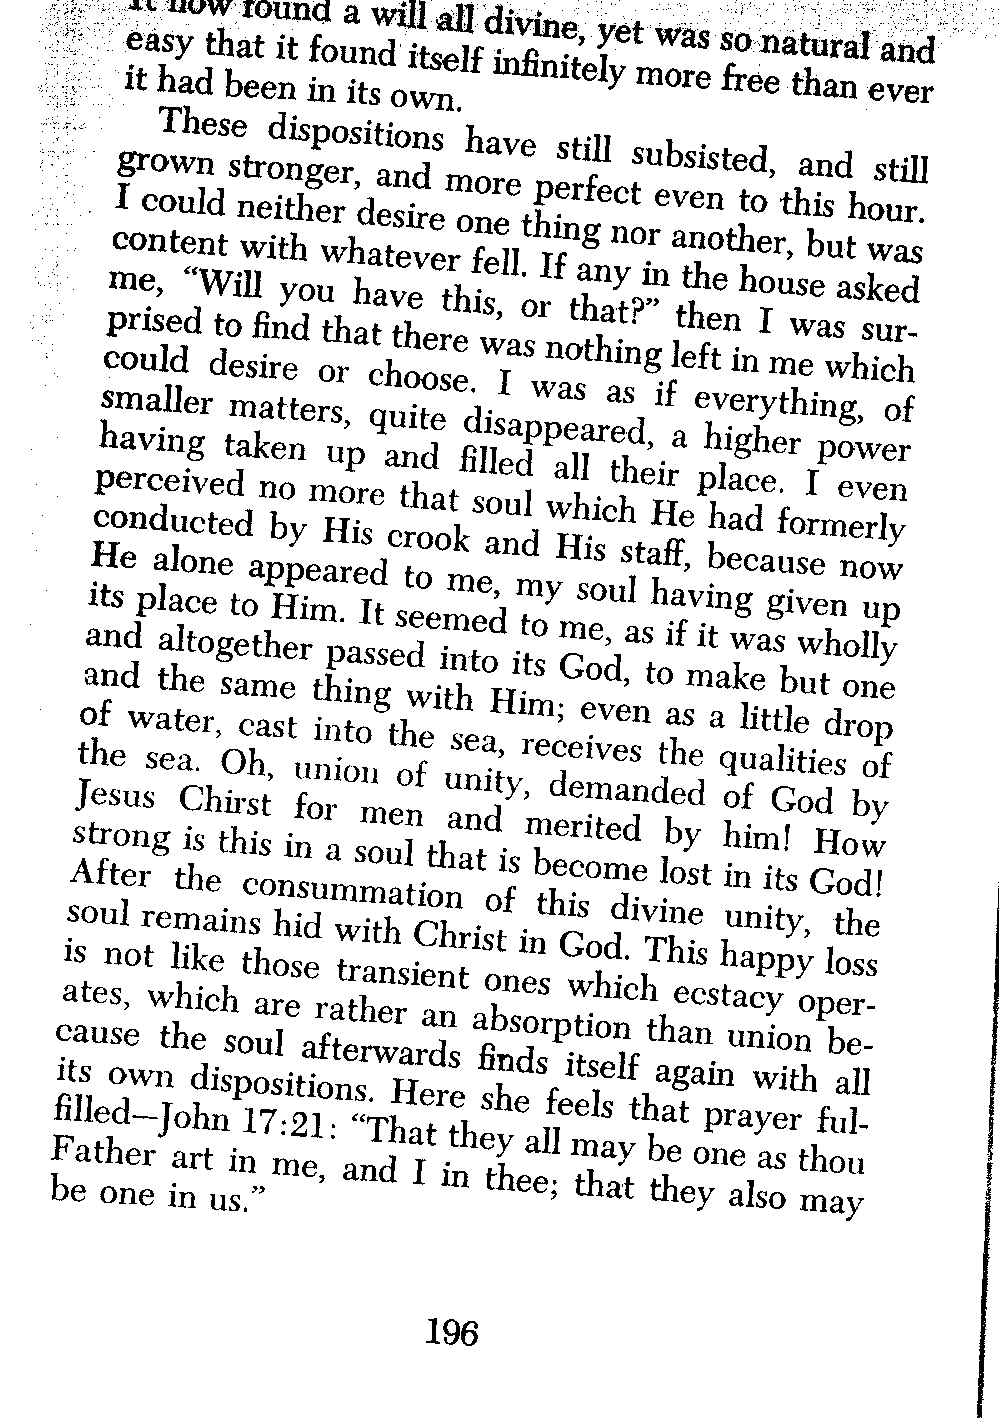 It now found a will all divine, yet was so natural and
easy that it found itself infinitely more free than ever
it had been in its own.
These dispositions have still subsisted, and still
grown stronger, and more perfect even to this hour.
I could neither desire one thing nor another, but was
content with whatever fell. If any in the house asked
me, “Will you have this, or that?” then I was sur-
prised to find that there was nothing left in me which
could desire or choose. I was as if everything, of
smaller matters, quite disappeared, a higher power
having taken up and filled all their place. I even
perceived no more that soul which He had formerly
conducted by His crook and His staff, because now
He alone appeared to me, my soul having given up
its place to Him. It seemed to me, as if it was wholly
and altogether passed into its God, to make but one
and the same thing with Him; even as a little drop
of water, cast into the sea, receives the qualities of
the sea. Oh, union of unity, demanded of God by
Jesus Chirst for men and merited by him! How
strong is this in a soul that is become lost in its God!
After the consummation of this divine unity, the
soul remains hid with Christ in God. This happy loss
is not like those transient ones which ecstacy oper-
ates, which are rather an absorption than union be-
cause the soul afterwards finds itself again with all
its own dispositions. Here she feels that prayer ful-
filled—John 17:21: “That they all may be one as thou
Father art in me, and I in thee; that they also may
be one in us.”
196